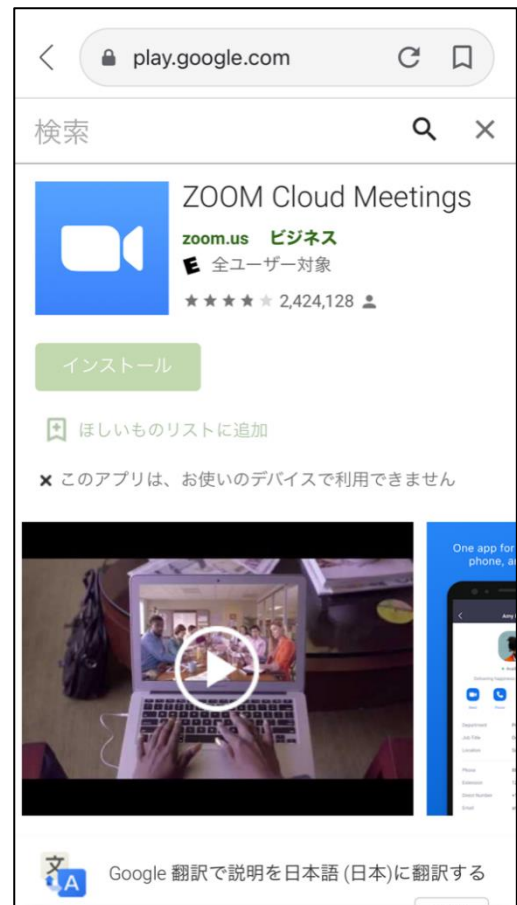 play.google.com
検索
ZOOM Cloud Meetings
zoom.us ビジネス
E 全ユーザー対象
2,424,128
インストール
ほしいものリストに追加
このアプリは、お使いのデバイスで利用できません
One app for
phone, a
Google 翻訳で説明を日本語 (日本)に翻訳する
文
A